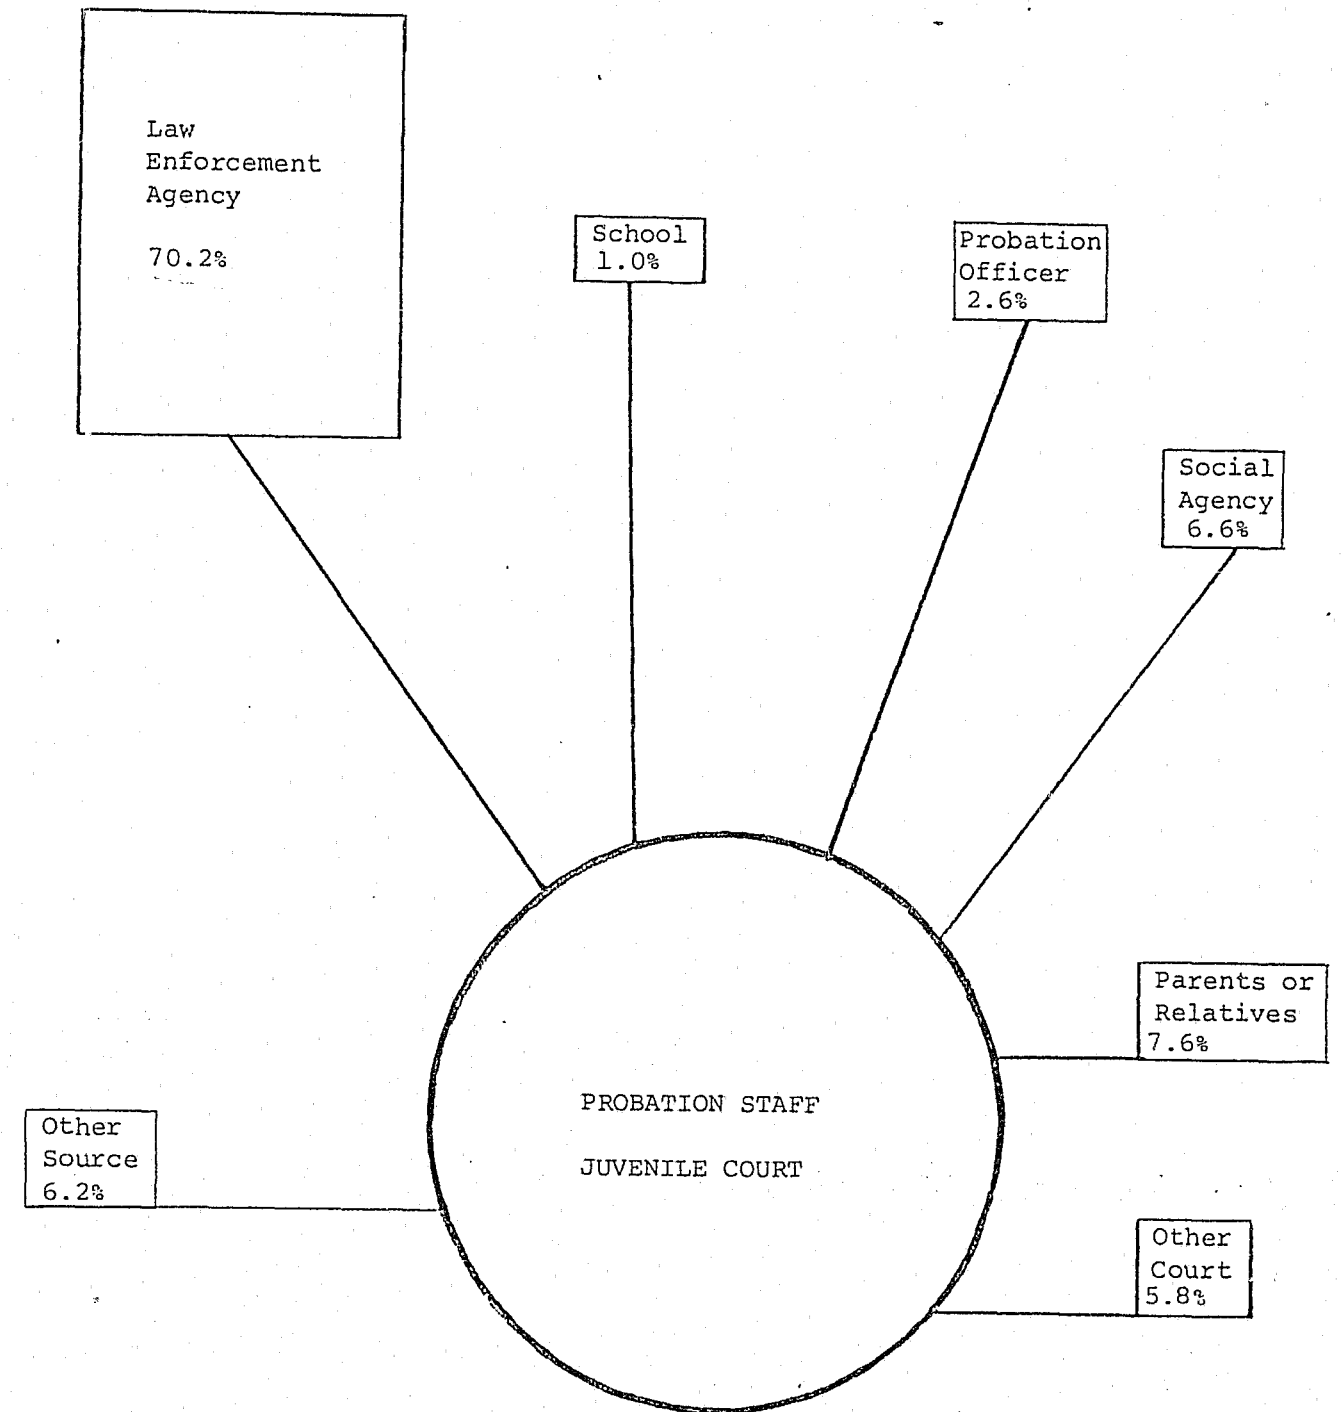 Law
Enforcement
Agency
70.2%
School
1.0%
Probation
Officer
2.6%
Social
Agency
6.6%
Parents or
Relatives
7.6%
PROBATION STAFF
JUVENILE COURT
Other
Source
6.2%
Other
Court
5.8%